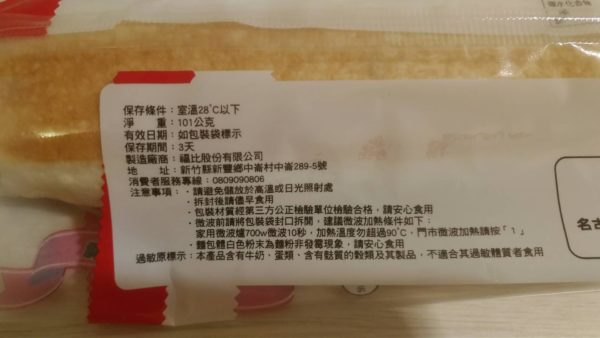 碳水化合物
保存條件：室溫28°C以下
淨　　重：101公克
有效日期：如包裝袋標示
保存期間：3天
製造廠商：福比股份有限公司
地　　址：新竹縣新豐鄉中崙村中崙289-5號
消費者服務專線：0809090806
注意事項：・請避免儲放於高溫或日光照射處
・拆封後請儘早食用
・包裝材質經第三方公正檢驗單位檢驗合格，請安心食用
・微波前請將包裝袋封口拆開，建議微波加熱條件如下：
家用微波爐700w微波10秒，加熱溫度勿超過90°C，門市微波加熱請按「1」
・麵包體白色粉末為麵粉非發霉現象，請安心食用
過敏原標示：本產品含有牛奶，蛋類，含有麩質的穀類及其製品，不適合其過敏體質者食用
名古